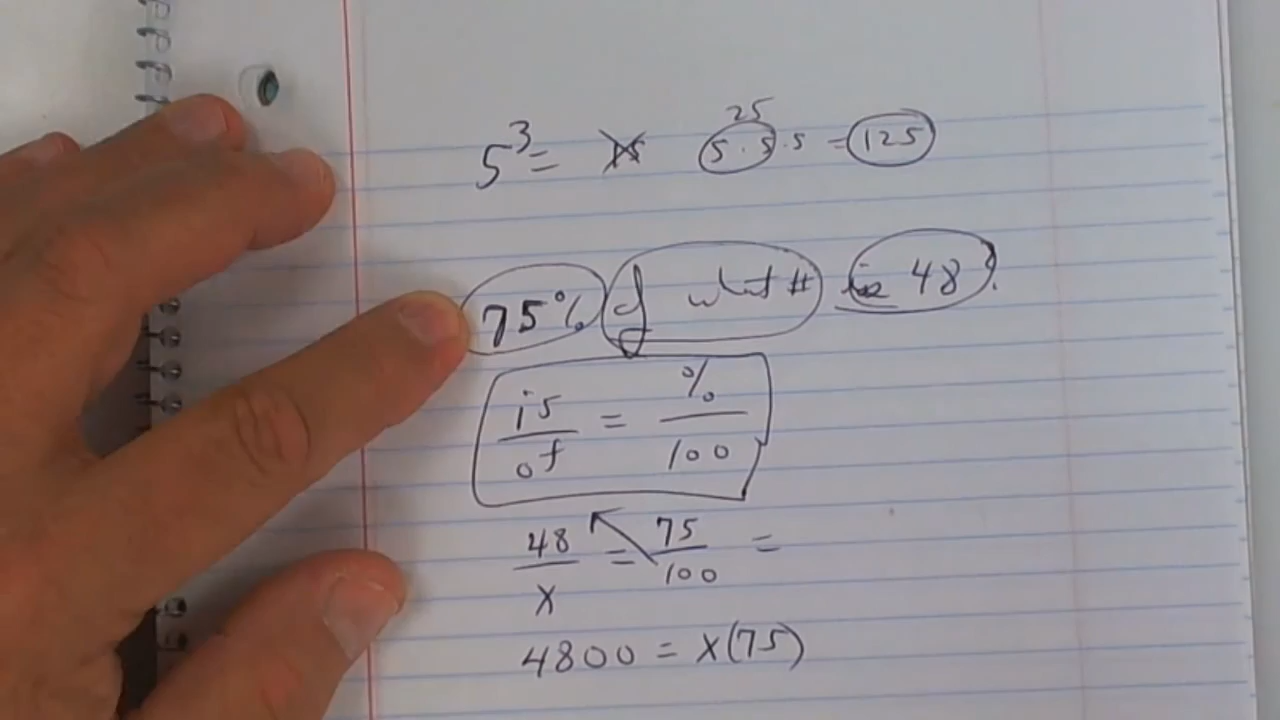 25
5³ = 15 5 · 5 · 5 = 125
75% of what # is 48?
is/of = %/100
48/x = 75/100 =
4800 = x(75)